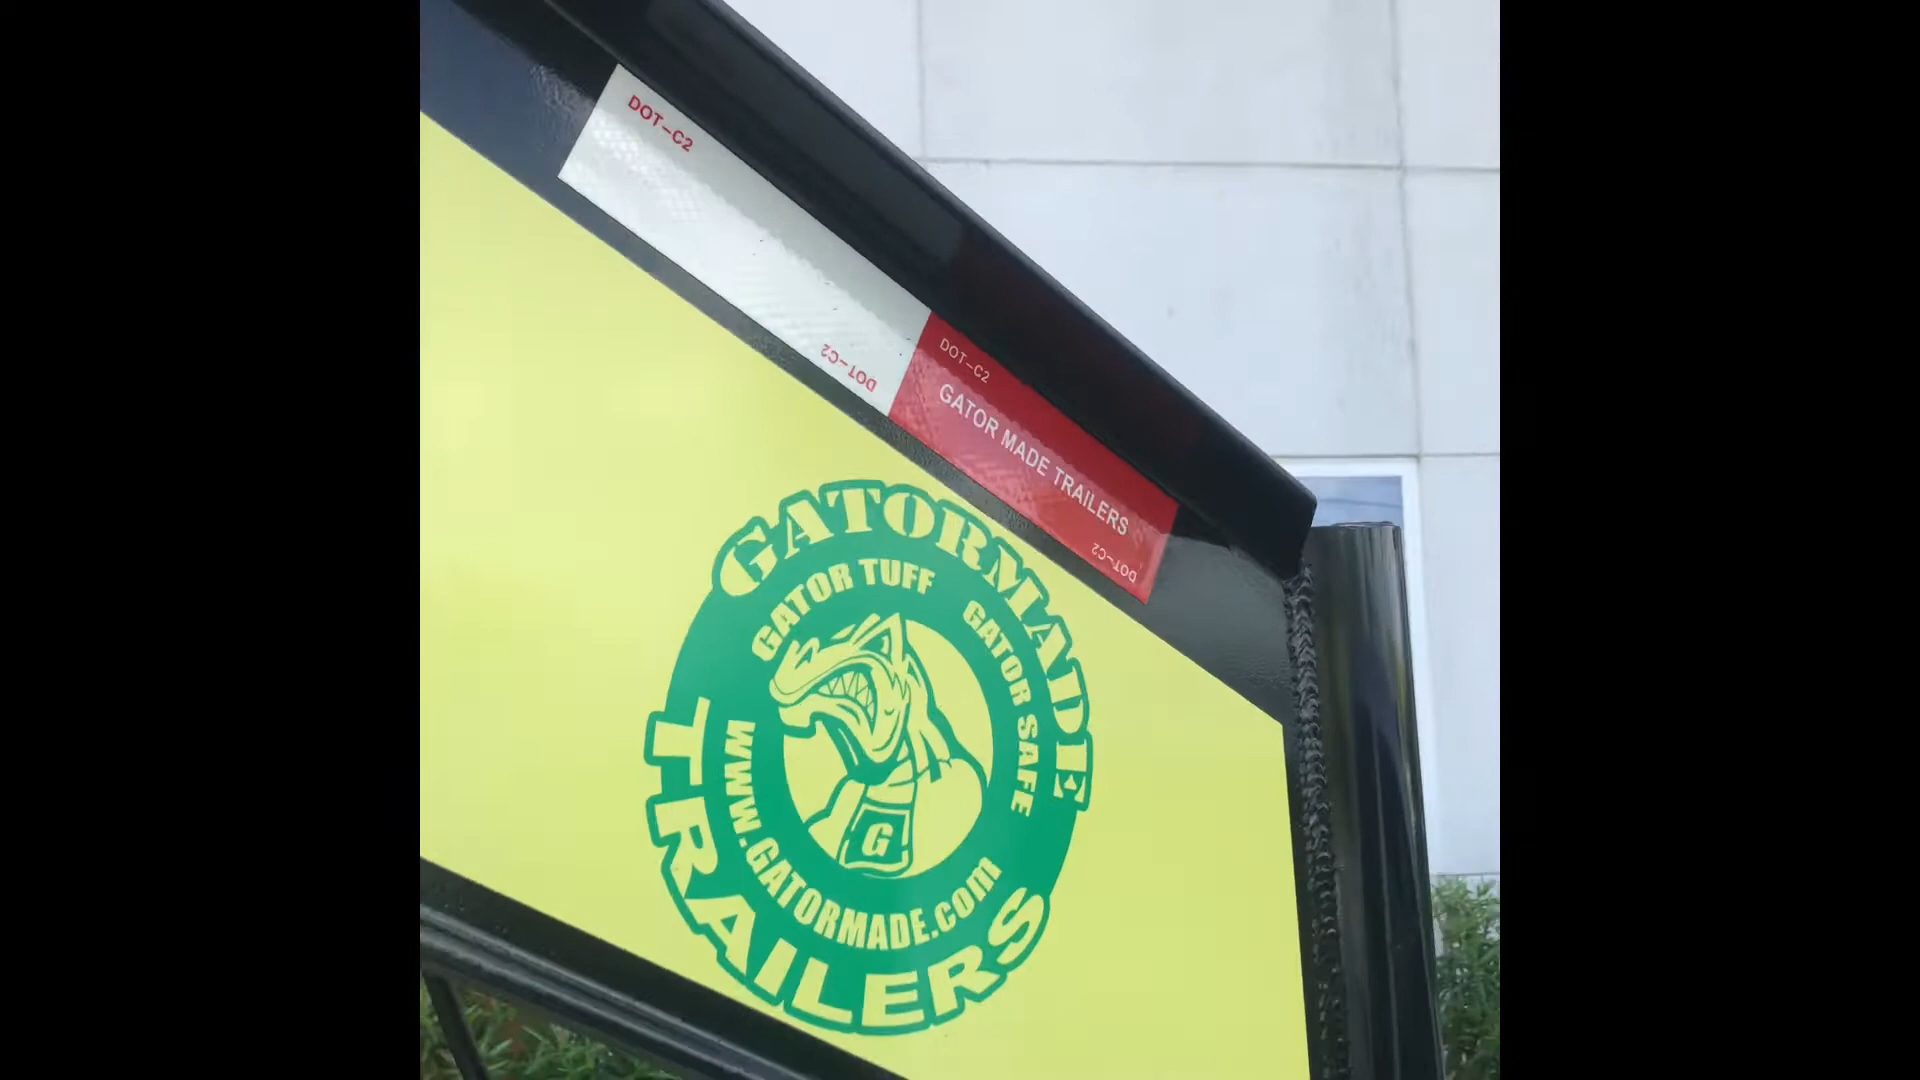 DOT-C2
DOT-C2
DOT-C2
GATOR MADE TRAILERS
DOT-C2
GATORMADE
GATOR TUFF
GATOR SAFE
G
WWW.GATORMADE.com
TRAILERS